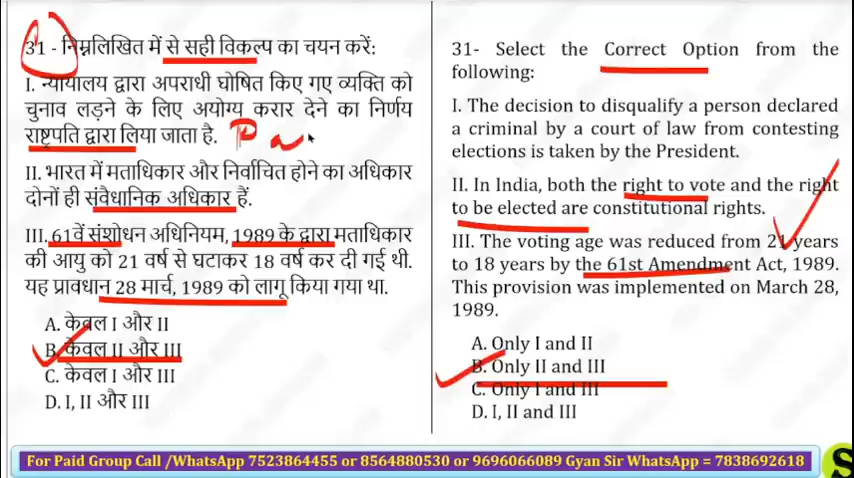 31 - निम्नलिखित में से सही विकल्प का चयन करें:
I. न्यायालय द्वारा अपराधी घोषित किए गए व्यक्ति को
चुनाव लड़ने के लिए अयोग्य करार देने का निर्णय
राष्ट्रपति द्वारा लिया जाता है.
II. भारत में मताधिकार और निर्वाचित होने का अधिकार
दोनों ही संवैधानिक अधिकार हैं.
III. 61वें संशोधन अधिनियम, 1989 के द्वारा मताधिकार
की आयु को 21 वर्ष से घटाकर 18 वर्ष कर दी गई थी.
यह प्रावधान 28 मार्च, 1989 को लागू किया गया था.
A. केवल I और II
B. केवल II और III
C. केवल I और III
D. I, II और III
31- Select the Correct Option from the
following:
I. The decision to disqualify a person declared
a criminal by a court of law from contesting
elections is taken by the President.
II. In India, both the right to vote and the right
to be elected are constitutional rights.
III. The voting age was reduced from 21 years
to 18 years by the 61st Amendment Act, 1989.
This provision was implemented on March 28,
1989.
A. Only I and II
B. Only II and III
C. Only I and III
D. I, II and III
For Paid Group Call /WhatsApp 7523864455 or 8564880530 or 9696066089 Gyan Sir WhatsApp = 7838692618